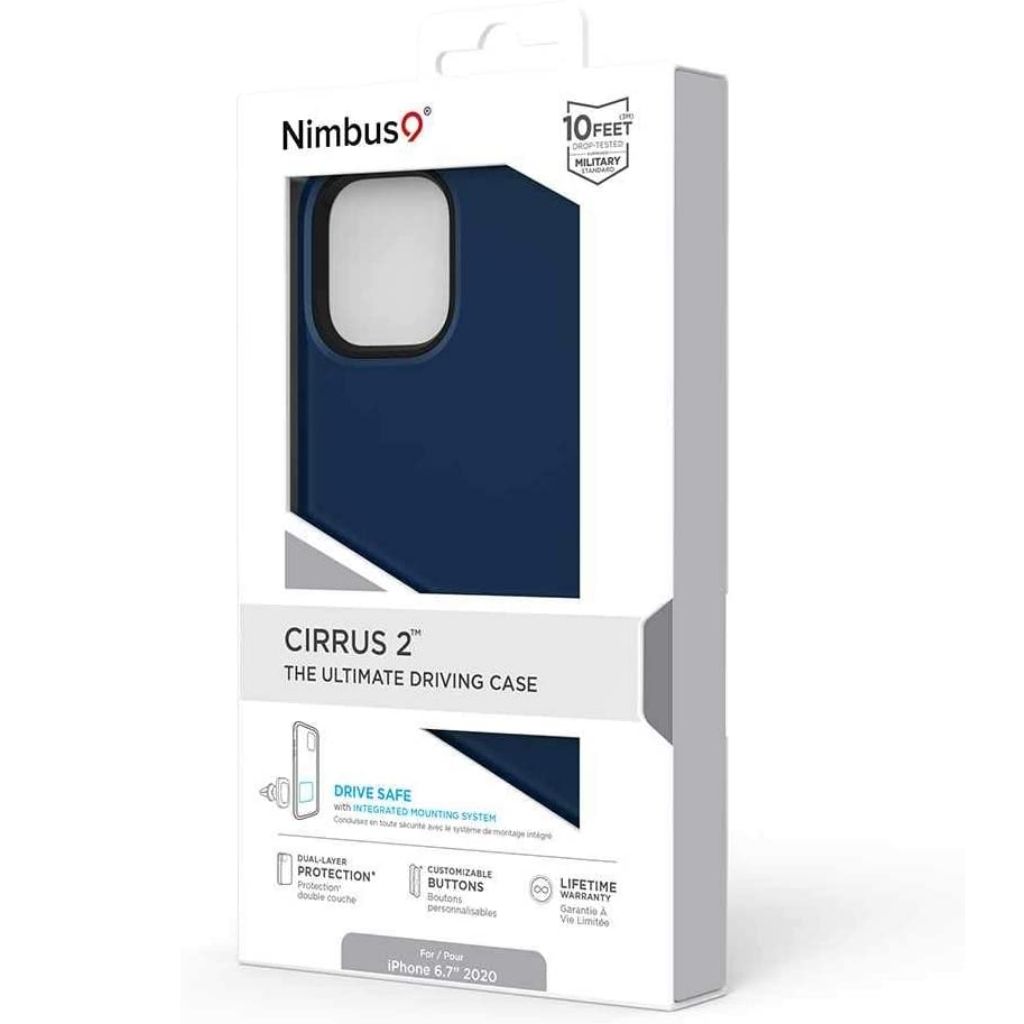 Nimbus9®
10 FEET (3M)
DROP-TESTED
MILITARY
STANDARD
CIRRUS 2™
THE ULTIMATE DRIVING CASE
DRIVE SAFE
with INTEGRATED MOUNTING SYSTEM
Conduisez en toute sécurité avec le système de montage intégré
DUAL-LAYER
PROTECTION*
Protection*
double couche
CUSTOMIZABLE
BUTTONS
Boutons
personnalisables
LIFETIME
WARRANTY
Garantie À
Vie Limitée
For / Pour
iPhone 6.7" 2020